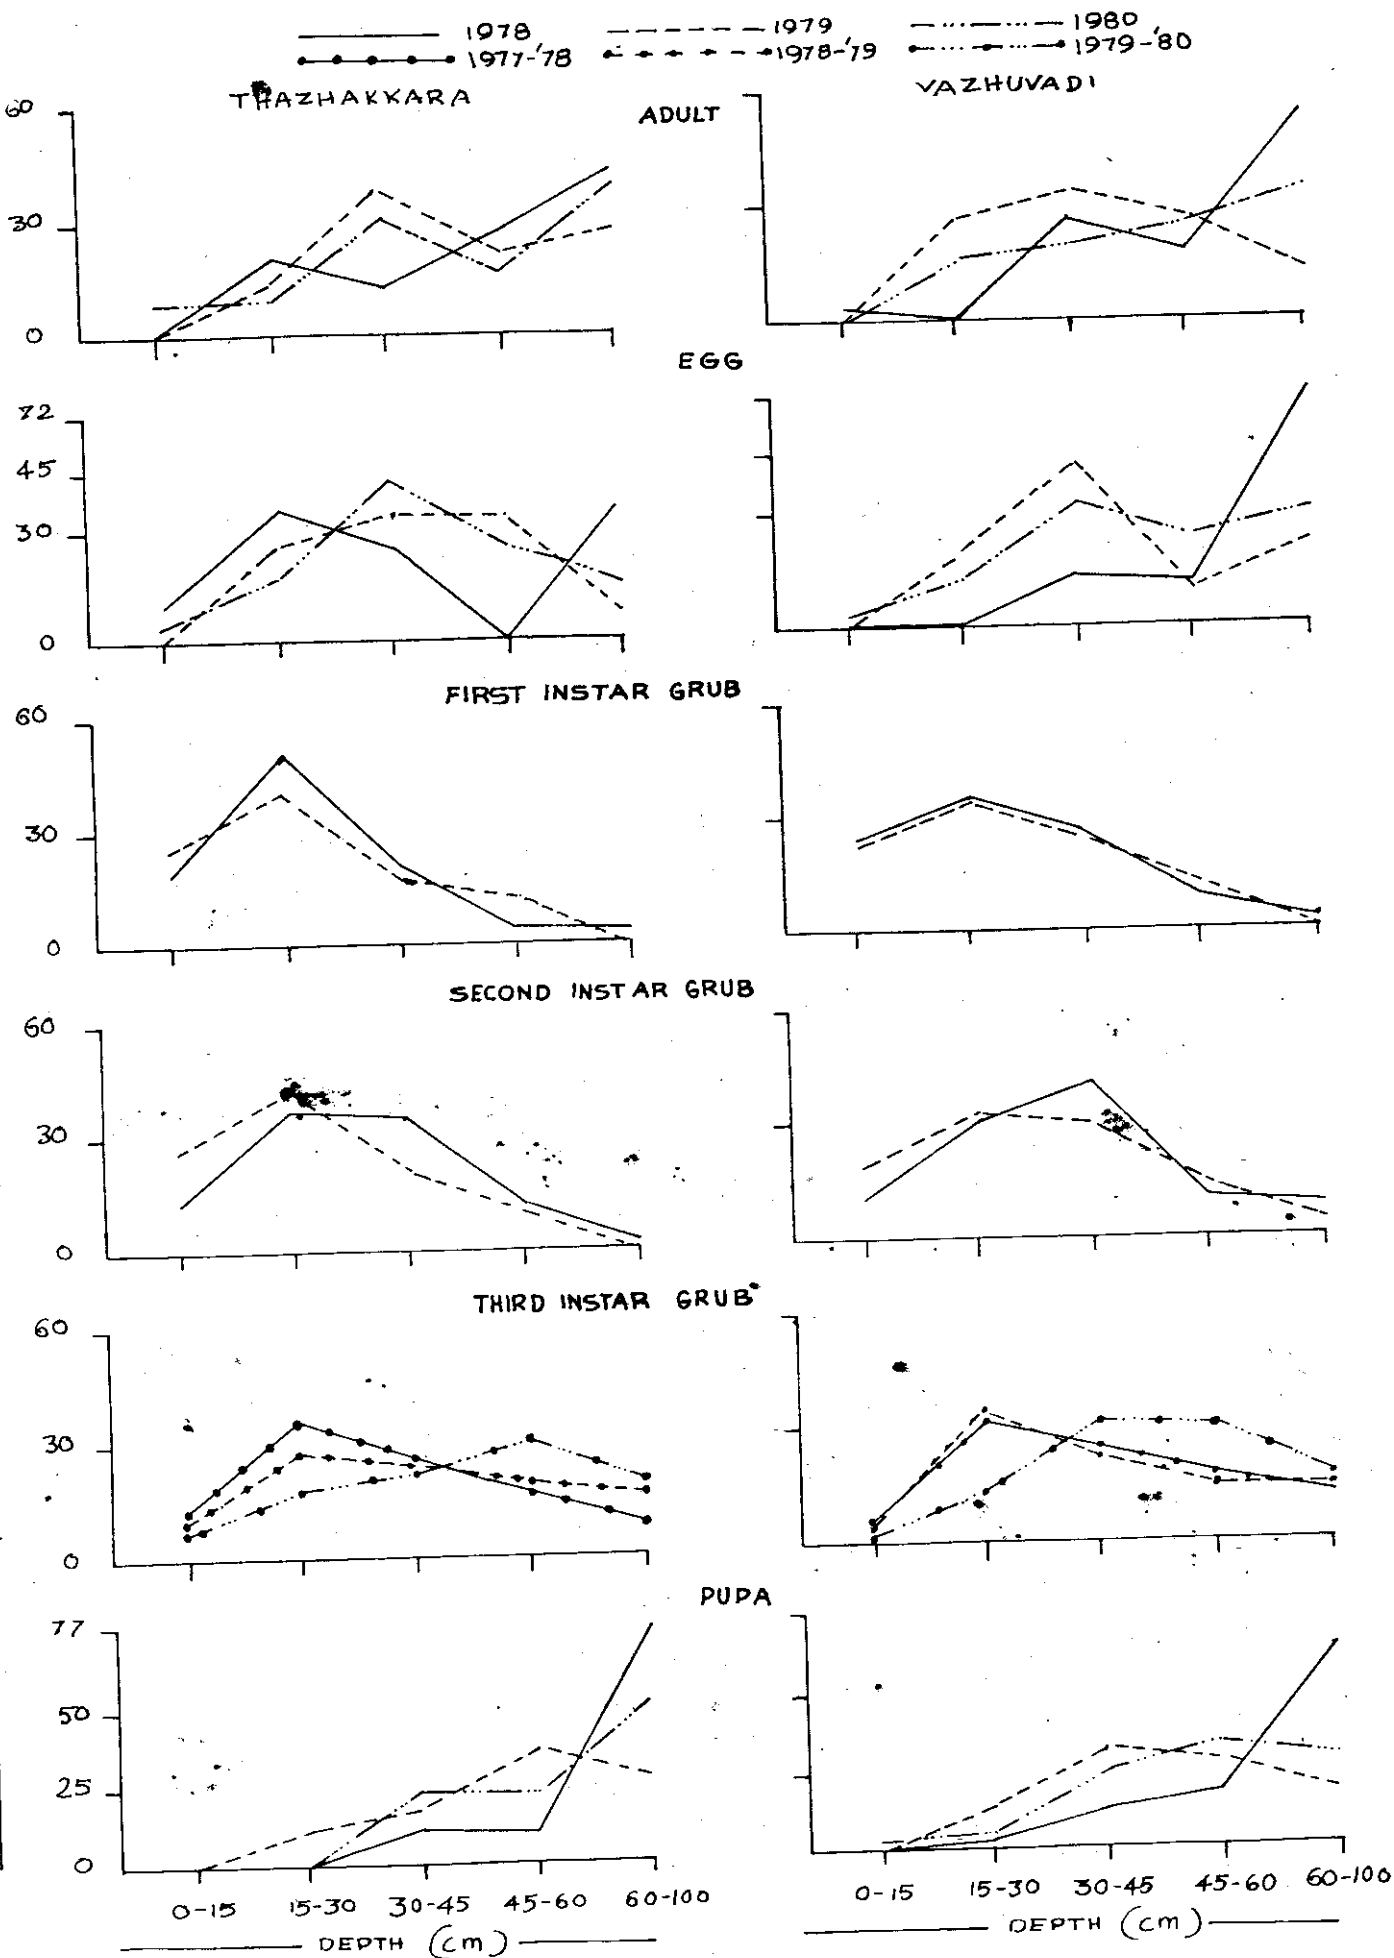 1978 1979 1980
1977-'78 1978-'79 1979-'80
THAZHAKKARA VAZHUVADI
ADULT
60
30
0
EGG
72
45
30
0
FIRST INSTAR GRUB
60
30
0
SECOND INSTAR GRUB
60
30
0
THIRD INSTAR GRUB
60
30
0
PUPA
77
50
25
0
0-15 15-30 30-45 45-60 60-100 0-15 15-30 30-45 45-60 60-100
DEPTH (cm) DEPTH (cm)